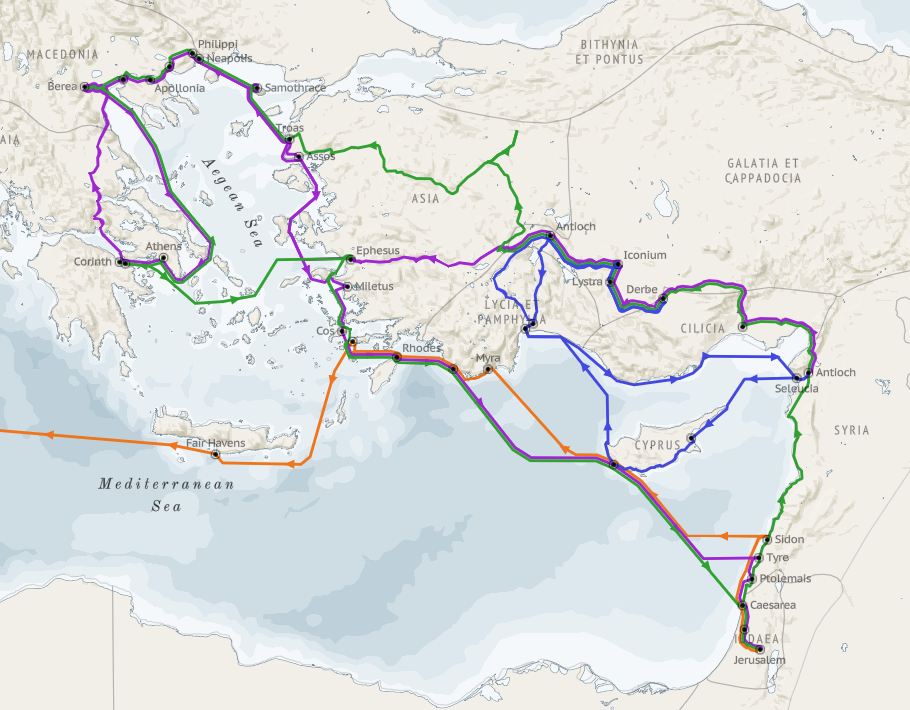 Philippi
MACEDONIA
Neapolis
BITHYNIA
ET PONTUS
Berea
Apollonia
Samothrace
Troas
Assos
Aegean Sea
GALATIA ET
CAPPADOCIA
ASIA
Antioch
Athens
Ephesus
Iconium
Corinth
Lystra
Derbe
Miletus
LYCIA ET
PAMPHY
CILICIA
Cos
Rhodes
Myra
Antioch
Seleucia
Fair Havens
CYPRUS
SYRIA
Mediterranean
Sea
Sidon
Tyre
Ptolemais
Caesarea
DAEA
Jerusalem